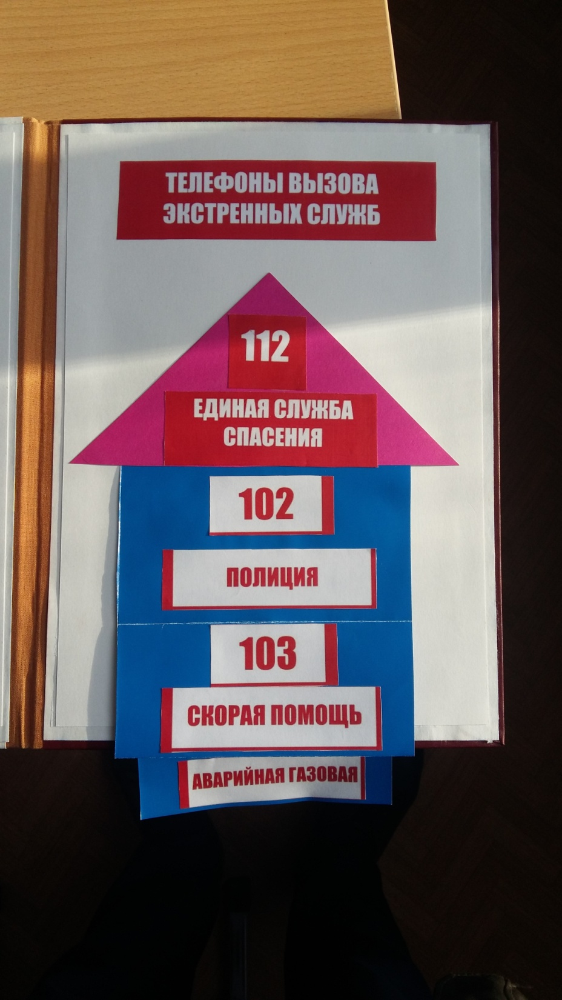 ТЕЛЕФОНЫ ВЫЗОВА
ЭКСТРЕННЫХ СЛУЖБ
112
ЕДИНАЯ СЛУЖБА
СПАСЕНИЯ
102
ПОЛИЦИЯ
103
СКОРАЯ ПОМОЩЬ
АВАРИЙНАЯ ГАЗОВАЯ